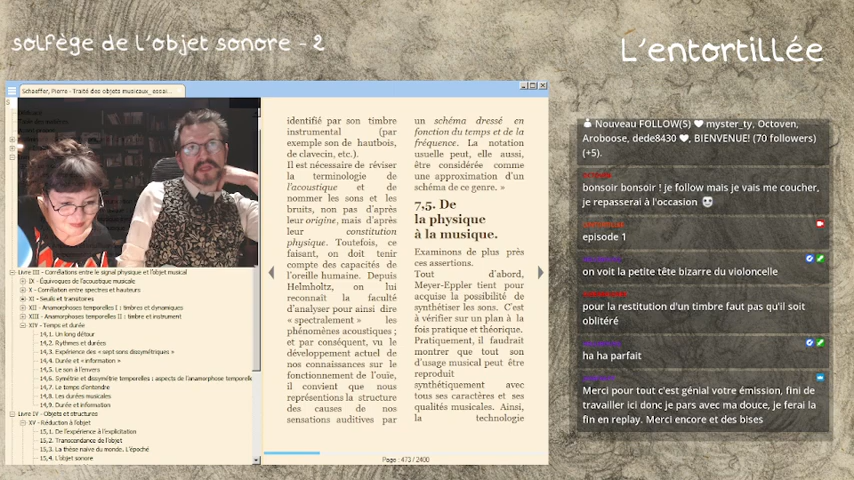 solfège de l'objet sonore - 2
L'entortillée
Schaeffer, Pierre - Traité des objets musicaux_ essai...
Livre III - Corrélations entre le signal physique et l'objet musical
IX - Équivoques de l'acoustique musicale
X - Corrélation entre spectres et hauteurs
XI - Seuils et transitoires
XII - Anamorphoses temporelles I : timbres et dynamiques
XIII - Anamorphoses temporelles II : timbre et instrument
XIV - Temps et durée
14,1. Un long détour
14,2. Rythmes et durées
14,3. Expérience des « sept sons dissymétriques »
14,4. Durée et « information »
14,5. Le son à l'envers
14,6. Symétrie et dissymétrie temporelles : aspects de l'anamorphose temporelle
14,7. Le temps d'entendre
14,8. Les durées musicales
14,9. Durée et information
Livre IV - Objets et structures
XV - Réduction à l'objet
15,1. De l'expérience à l'explicitation
15,2. Transcendance de l'objet
15,3. La thèse naïve du monde. L'époché
15,4. L'objet sonore
identifié par son timbre
instrumental (par
exemple son de hautbois,
de clavecin, etc.).
Il est nécessaire de réviser
la terminologie de
l'acoustique et de
nommer les sons et les
bruits, non pas d'après
leur origine, mais d'après
leur constitution
physique. Toutefois, ce
faisant, on doit tenir
compte des capacités de
l'oreille humaine. Depuis
Helmholtz, on lui
reconnaît la faculté
d'analyser pour ainsi dire
« spectralement » les
phénomènes acoustiques ;
et par conséquent, vu le
développement actuel de
nos connaissances sur le
fonctionnement de l'ouïe,
il convient que nous
représentions la structure
des causes de nos
sensations auditives par
un schéma dressé en
fonction du temps et de la
fréquence. La notation
usuelle peut, elle aussi,
être considérée comme
une approximation d'un
schéma de ce genre. »
7,5. De
la physique
à la musique.
Examinons de plus près
ces assertions.
Tout d'abord,
Meyer-Eppler tient pour
acquise la possibilité de
synthétiser les sons. C'est
à vérifier sur un plan à la
fois pratique et théorique.
Pratiquement, il faudrait
montrer que tout son
d'usage musical peut être
reproduit
synthétiquement avec
tous ses caractères et ses
qualités musicales. Ainsi,
la technologie
Page : 473 / 2400
Nouveau FOLLOW(S) ♥ myster_ty, Octoven,
Aroboose, dede8430 ♥, BIENVENUE! (70 followers)
(+5).
bonsoir bonsoir ! je follow mais je vais me coucher,
je repasserai à l'occasion
episode 1
on voit la petite tête bizarre du violoncelle
pour la restitution d'un timbre faut pas qu'il soit
oblitéré
ha ha parfait
Merci pour tout c'est génial votre émission, fini de
travailler ici donc je pars avec ma douce, je ferai la
fin en replay. Merci encore et des bises